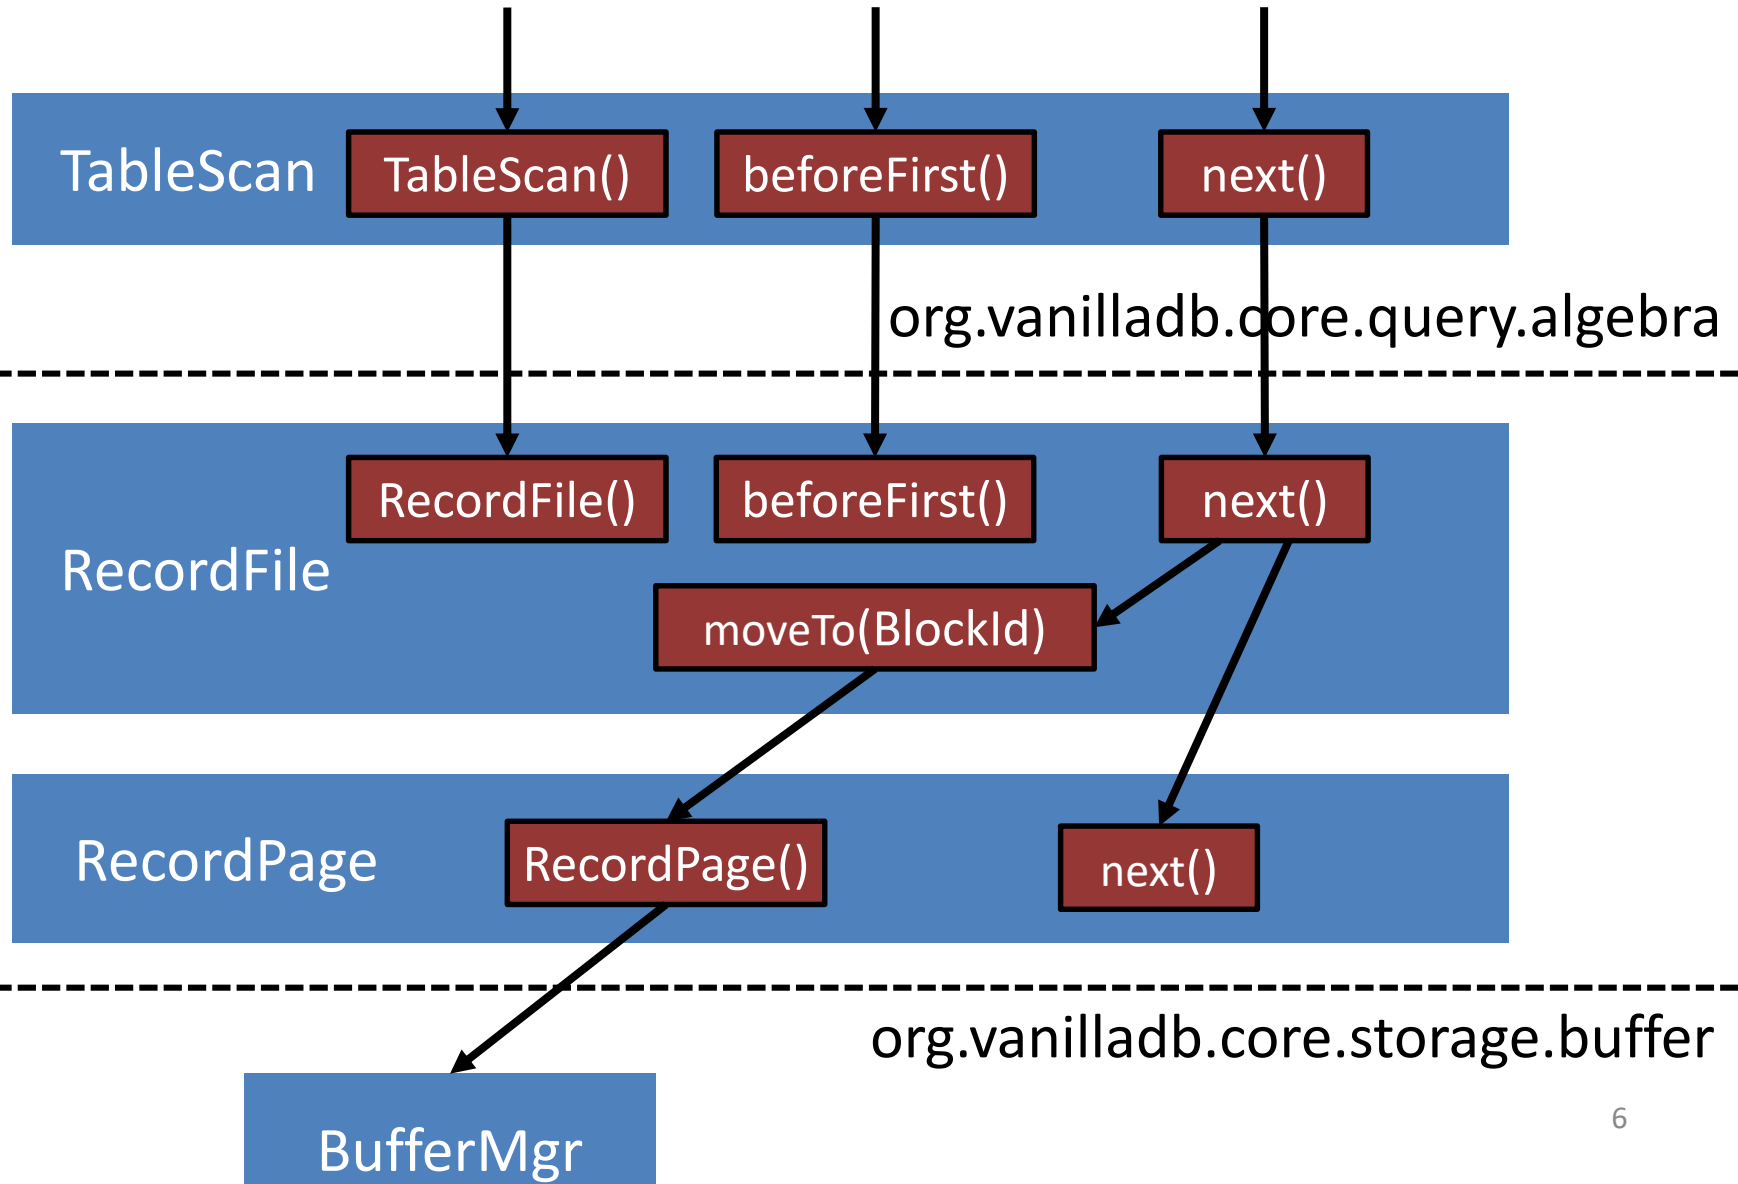 TableScan
TableScan()
beforeFirst()
next()
org.vanilladb.core.query.algebra
RecordFile
RecordFile()
beforeFirst()
next()
moveTo(BlockId)
RecordPage
RecordPage()
next()
org.vanilladb.core.storage.buffer
BufferMgr
6